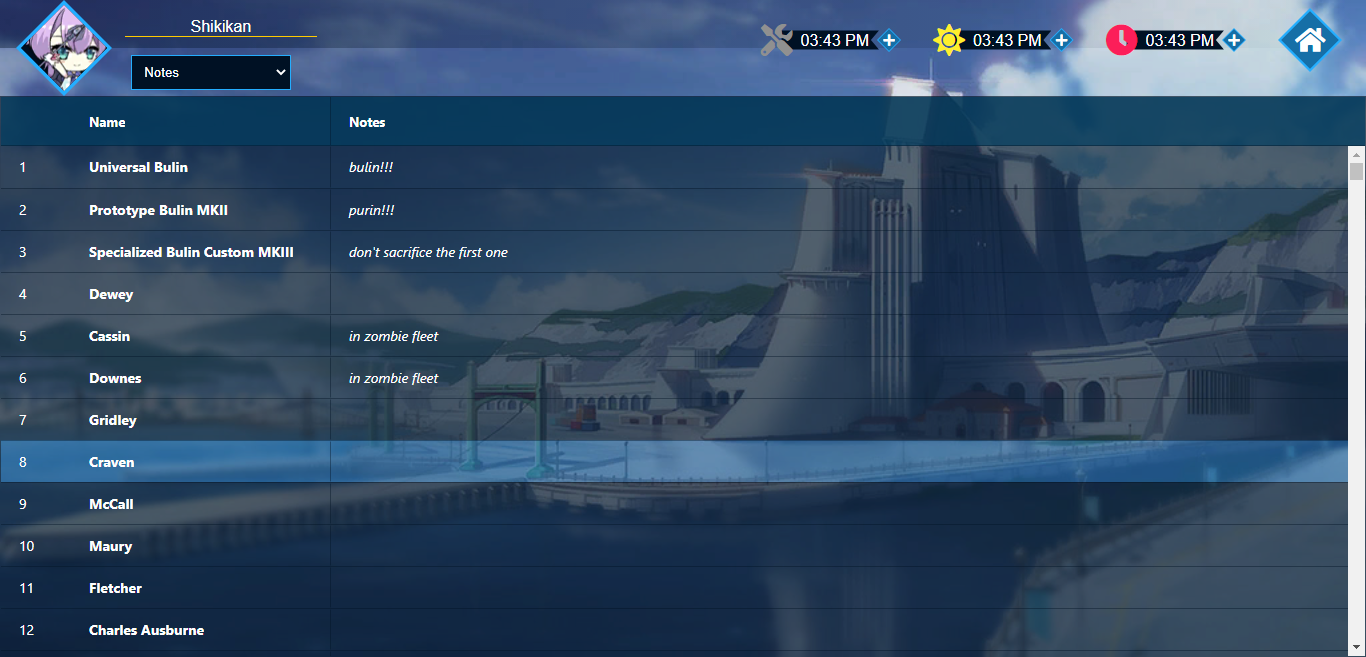 Shikikan
Notes
03:43 PM
03:43 PM
03:43 PM
Name Notes
1 Universal Bulin bulin!!!
2 Prototype Bulin MKII purin!!!
3 Specialized Bulin Custom MKIII don't sacrifice the first one
4 Dewey
5 Cassin in zombie fleet
6 Downes in zombie fleet
7 Gridley
8 Craven
9 McCall
10 Maury
11 Fletcher
12 Charles Ausburne